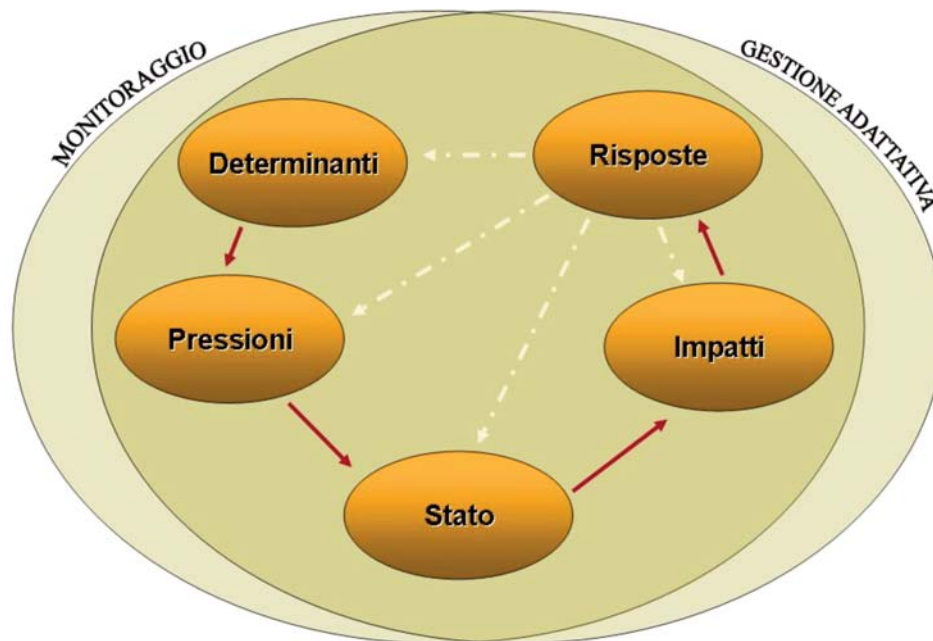 MONITORAGGIO
GESTIONE ADATTATIVA
Determinanti
Risposte
Pressioni
Impatti
Stato